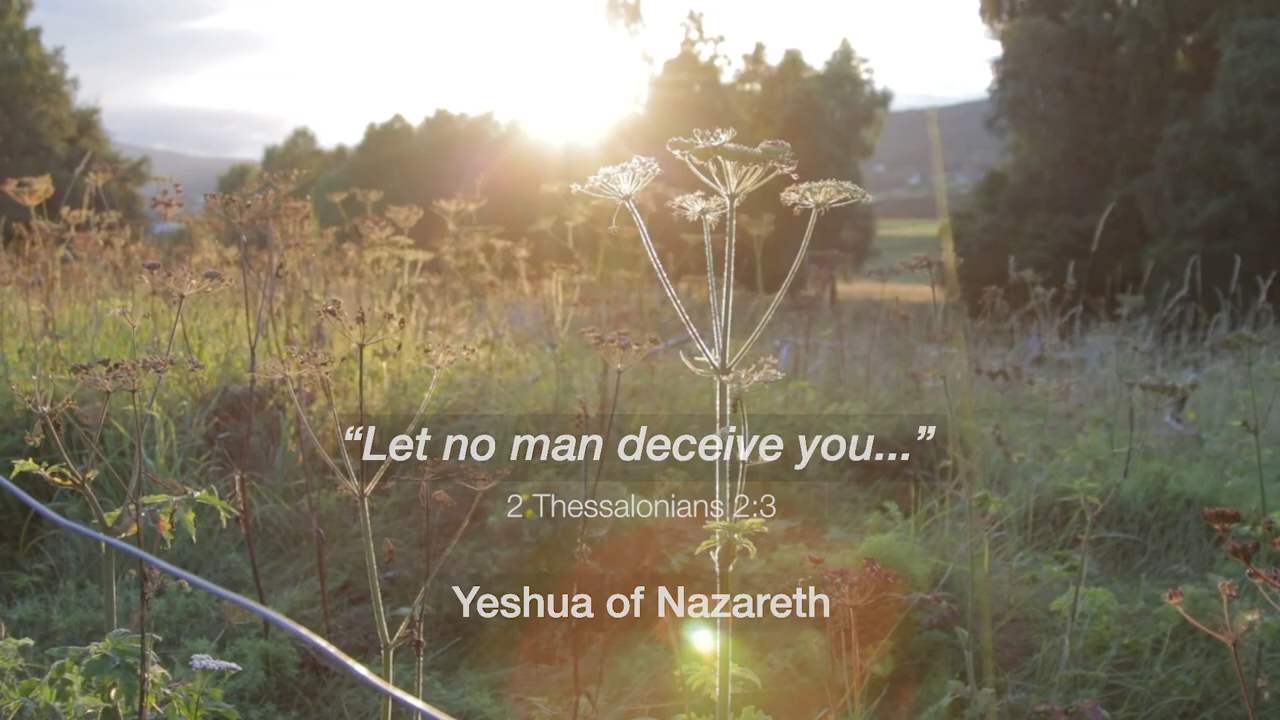 “Let no man deceive you...”
2 Thessalonians 2:3
Yeshua of Nazareth